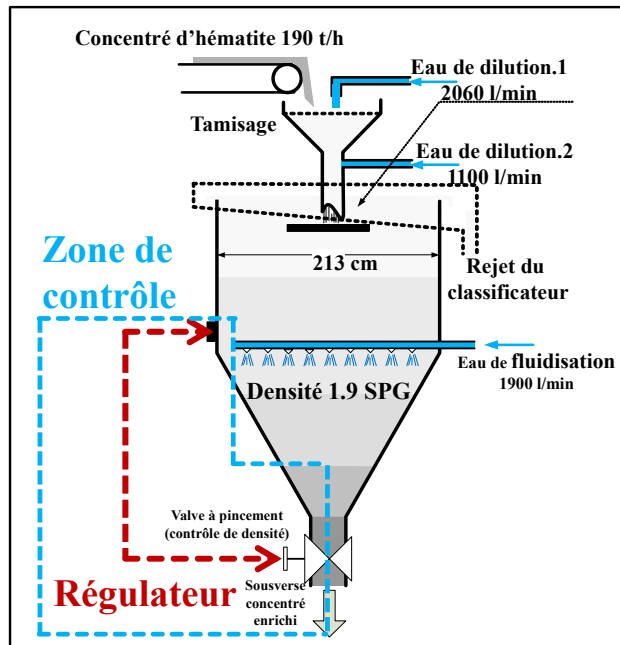 Concentré d'hématite 190 t/h
Eau de dilution.1
2060 l/min
Tamisage
Eau de dilution.2
1100 l/min
Zone de
contrôle
213 cm
Rejet du
classificateur
Eau de fluidisation
1900 l/min
Densité 1.9 SPG
Valve à pincement
(contrôle de densité)
Régulateur
Sousverse
concentré
enrichi